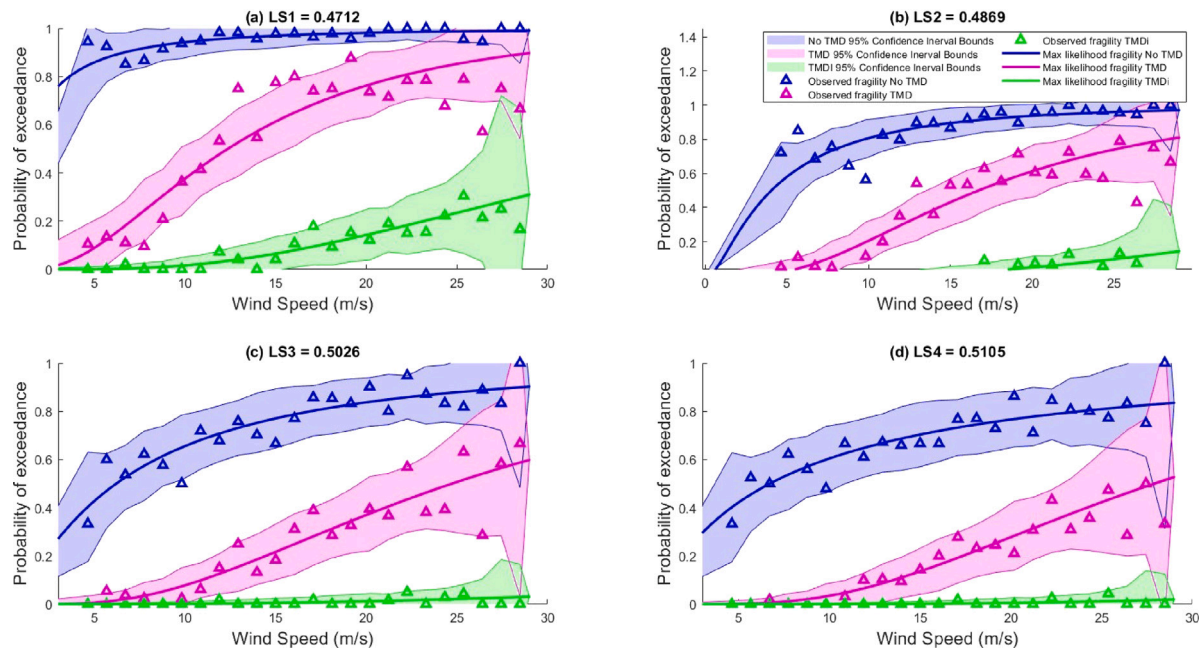 (a) LS1 = 0.4712
Probability of exceedance
1
0.8
0.6
0.4
0.2
0
5 10 15 20 25 30
Wind Speed (m/s)
(b) LS2 = 0.4869
Probability of exceedance
1.4
1.2
1.0
0.8
0.6
0.4
0.2
0 5 10 15 20 25 30
Wind Speed (m/s)
No TMD 95% Confidence Inerval Bounds
TMD 95% Confidence Inerval Bounds
TMDI 95% Confidence Inerval Bounds
Observed fragility No TMD
Observed fragility TMD
Observed fragility TMDi
Max likelihood fragility No TMD
Max likelihood fragility TMD
Max likelihood fragility TMDi
(c) LS3 = 0.5026
Probability of exceedance
1
0.8
0.6
0.4
0.2
0
5 10 15 20 25 30
Wind Speed (m/s)
(d) LS4 = 0.5105
Probability of exceedance
1
0.8
0.6
0.4
0.2
0
5 10 15 20 25 30
Wind Speed (m/s)